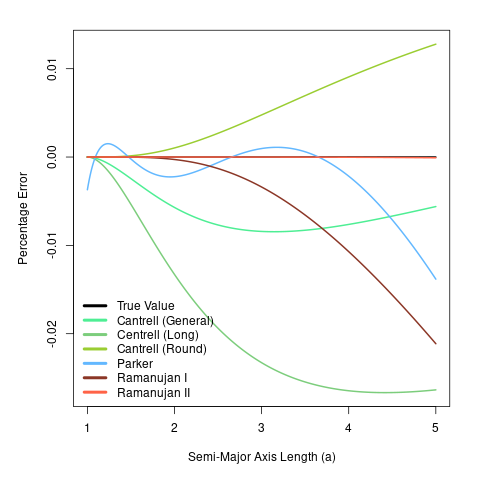 0.01
0.00
-0.01
-0.02
Percentage Error
True Value
Cantrell (General)
Centrell (Long)
Cantrell (Round)
Parker
Ramanujan I
Ramanujan II
1 2 3 4 5
Semi-Major Axis Length (a)